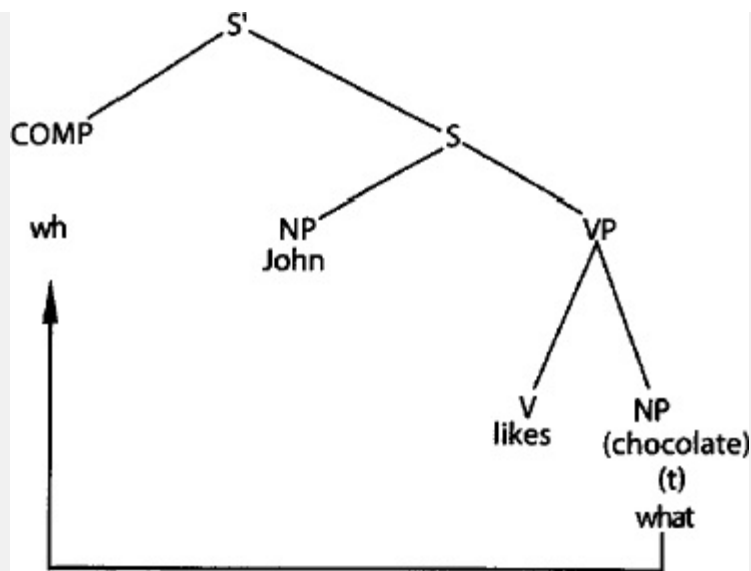 S'
COMP
S
wh
NP
VP
John
V
NP
likes
(chocolate)
(t)
what